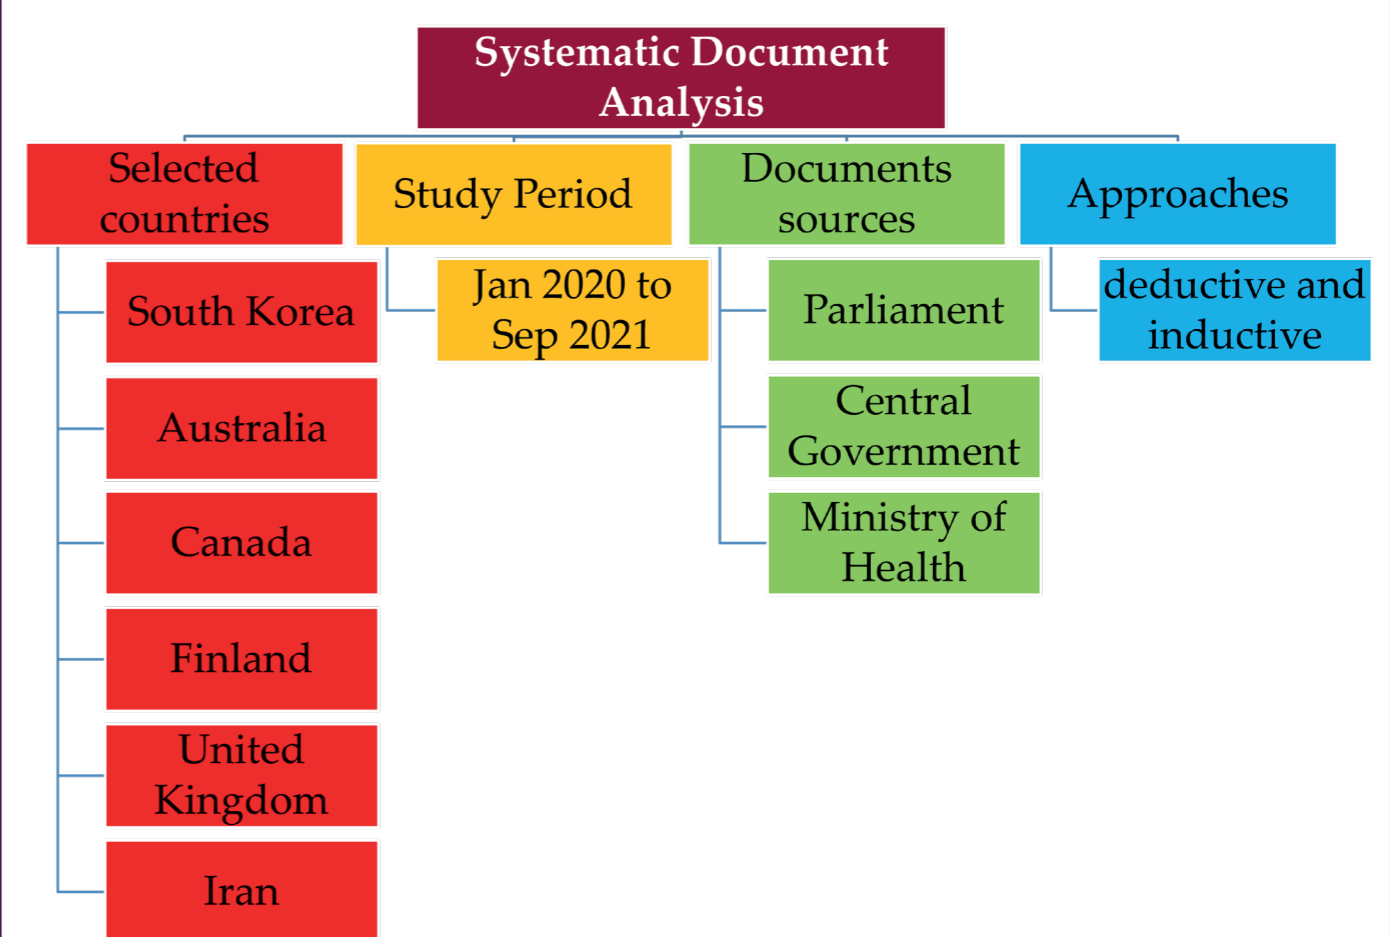 Systematic Document
Analysis
Selected
countries
South Korea
Australia
Canada
Finland
United
Kingdom
Iran
Study Period
Jan 2020 to
Sep 2021
Documents
sources
Parliament
Central
Government
Ministry of
Health
Approaches
deductive and
inductive